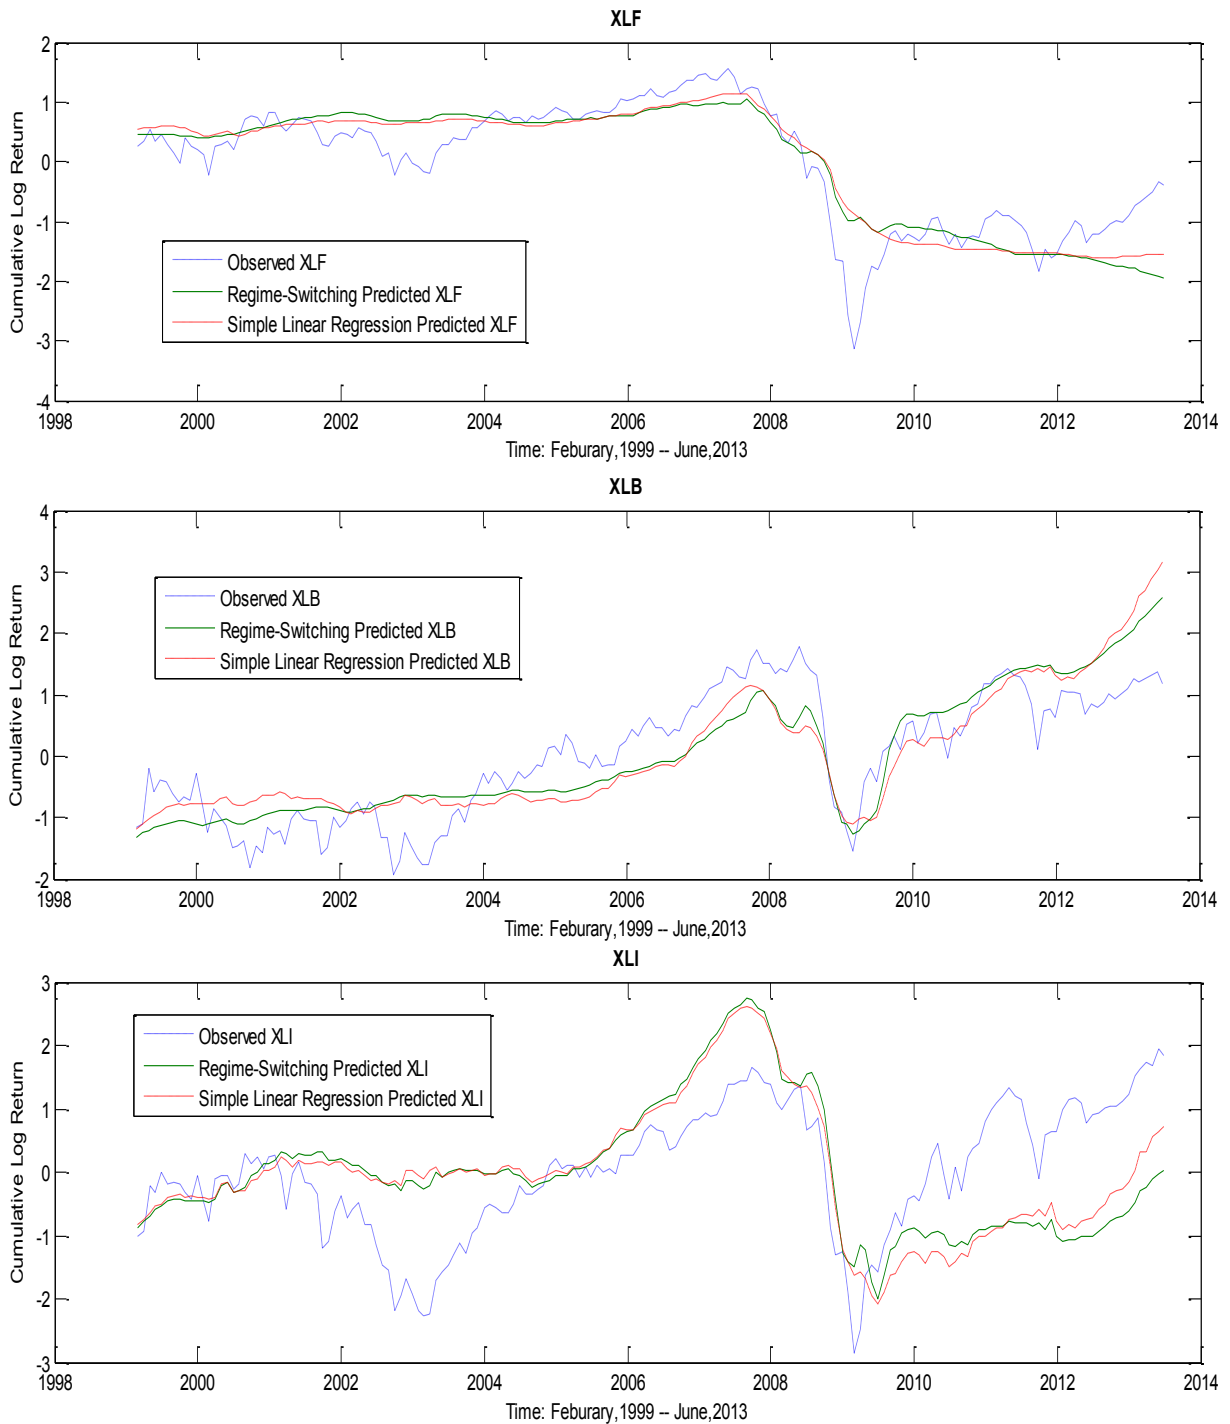 XLF
2
1
0
-1
-2
-3
-4
Cumulative Log Return
Observed XLF
Regime-Switching Predicted XLF
Simple Linear Regression Predicted XLF
1998 2000 2002 2004 2006 2008 2010 2012 2014
Time: Feburary,1999 -- June,2013
XLB
4
3
2
1
0
-1
-2
Cumulative Log Return
Observed XLB
Regime-Switching Predicted XLB
Simple Linear Regression Predicted XLB
1998 2000 2002 2004 2006 2008 2010 2012 2014
Time: Feburary,1999 -- June,2013
XLI
3
2
1
0
-1
-2
-3
Cumulative Log Return
Observed XLI
Regime-Switching Predicted XLI
Simple Linear Regression Predicted XLI
1998 2000 2002 2004 2006 2008 2010 2012 2014
Time: Feburary,1999 -- June,2013